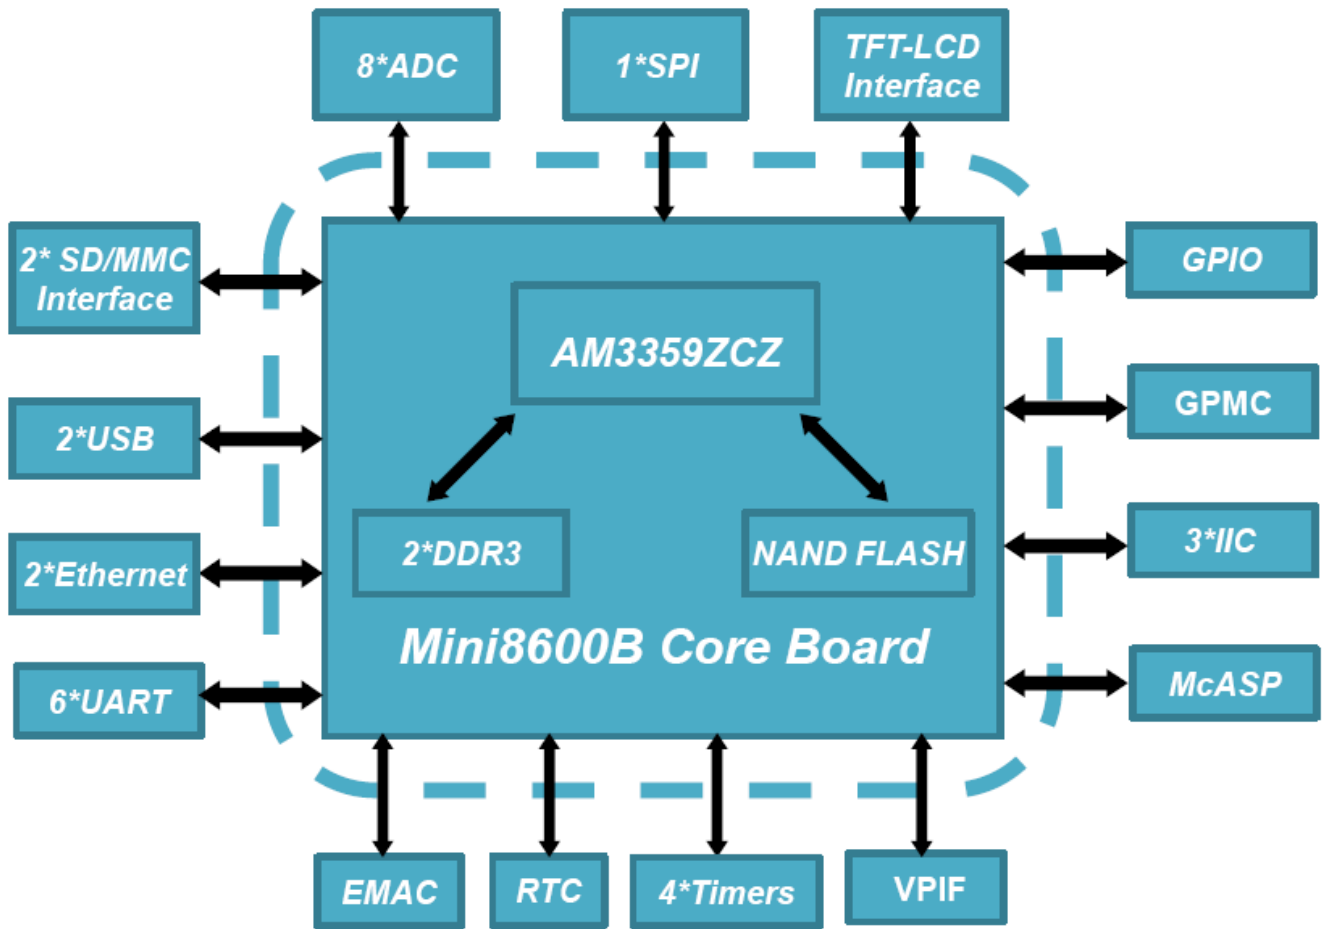 8*ADC
1*SPI
TFT-LCD
Interface
2* SD/MMC
Interface
GPIO
AM3359ZCZ
GPMC
2*USB
2*DDR3
NAND FLASH
3*IIC
2*Ethernet
Mini8600B Core Board
McASP
6*UART
EMAC
RTC
4*Timers
VPIF